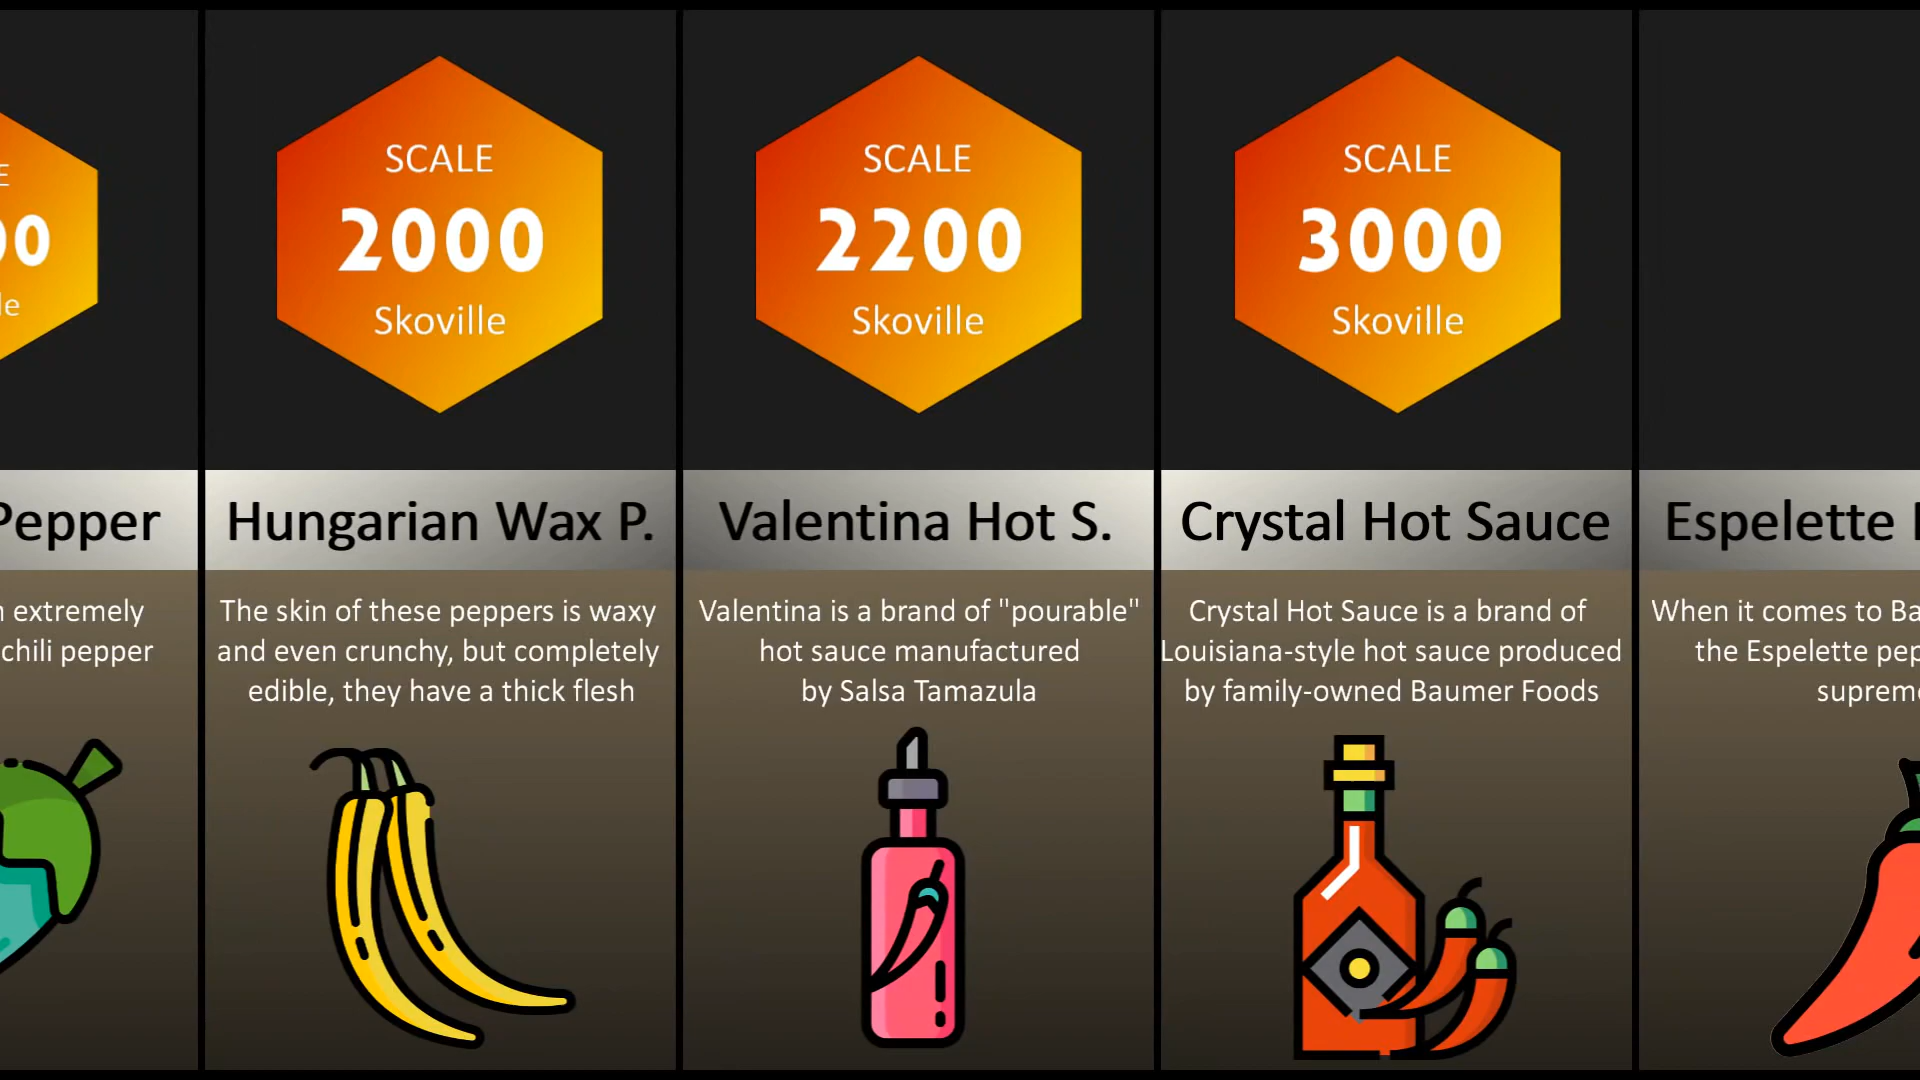 SCALE
2000
Skoville
SCALE
2200
Skoville
SCALE
3000
Skoville
Pepper
Hungarian Wax P.
Valentina Hot S.
Crystal Hot Sauce
Espelette
extremely
chili pepper
The skin of these peppers is waxy
and even crunchy, but completely
edible, they have a thick flesh
Valentina is a brand of "pourable"
hot sauce manufactured
by Salsa Tamazula
Crystal Hot Sauce is a brand of
Louisiana-style hot sauce produced
by family-owned Baumer Foods
When it comes to
the Espelette